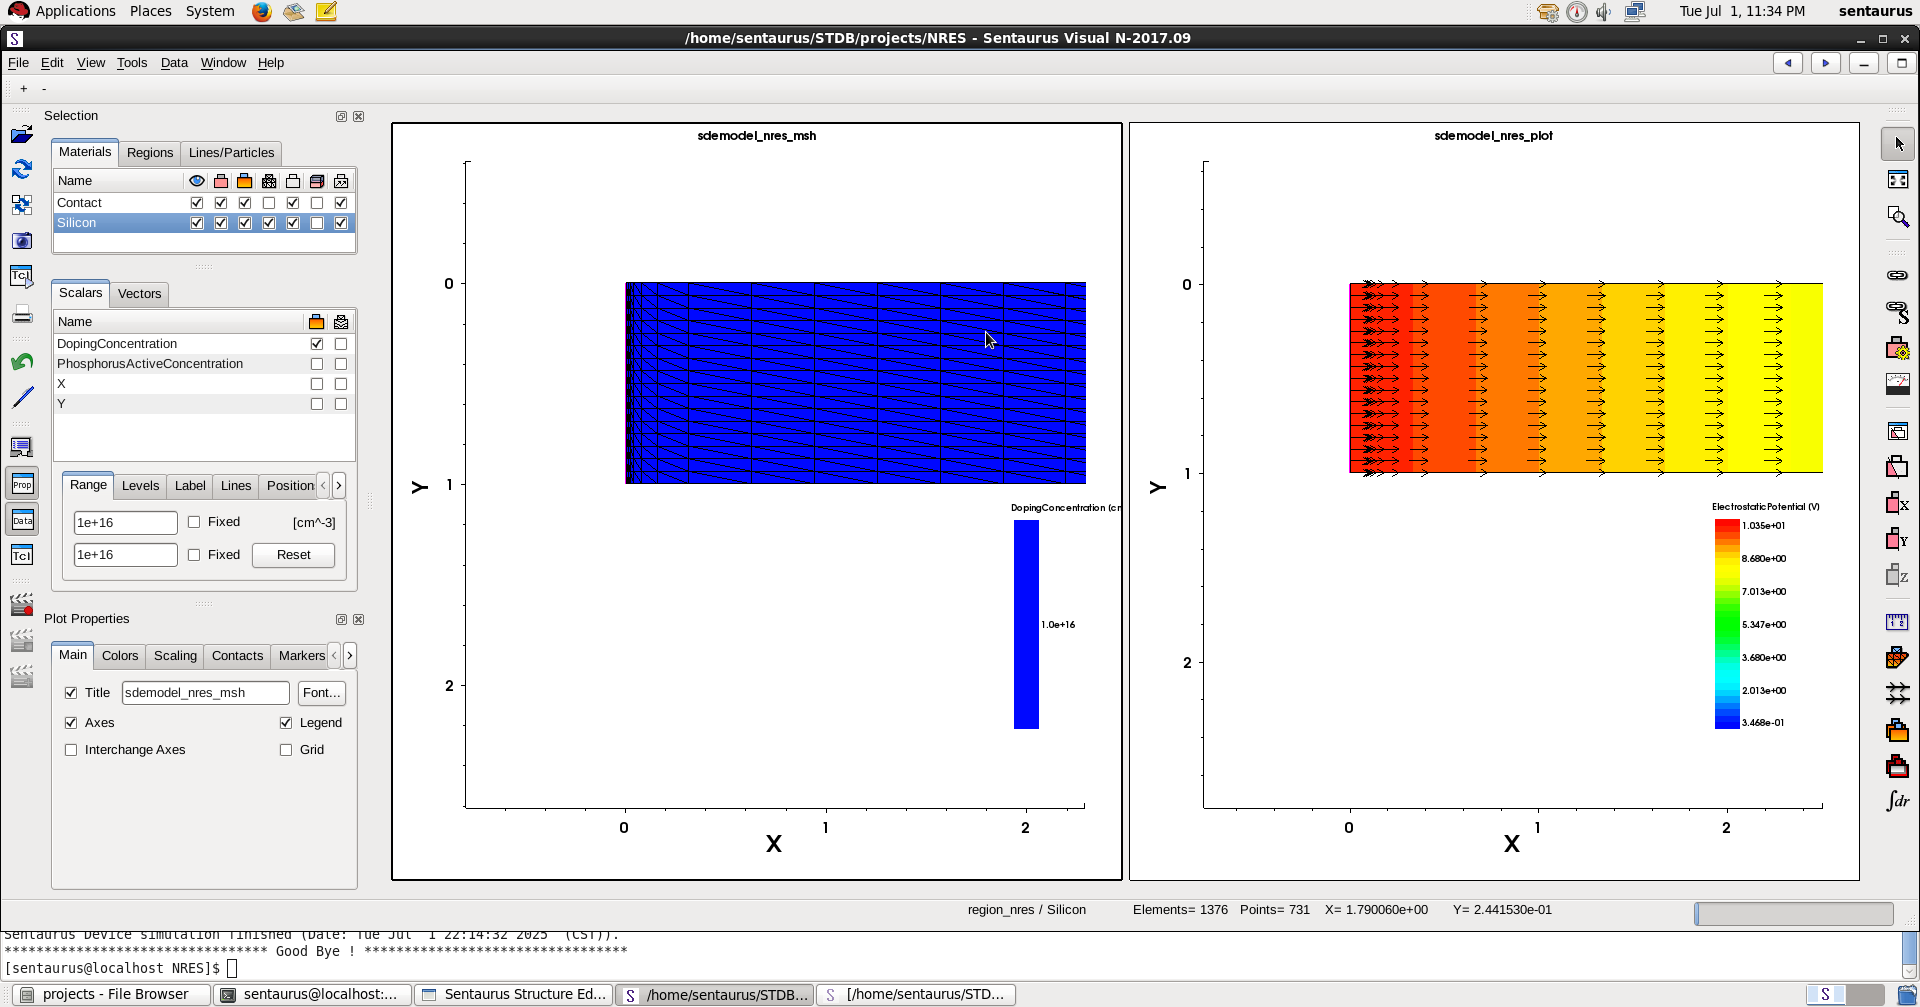 Applications Places System Tue Jul 1, 11:34 PM sentaurus
/home/sentaurus/STDB/projects/NRES - Sentaurus Visual N-2017.09
File Edit View Tools Data Window Help
+ -
Selection
Materials Regions Lines/Particles
Name
Contact
Silicon
Scalars Vectors
Name
DopingConcentration
PhosphorusActiveConcentration
X
Y
Range Levels Label Lines Position
1e+16 Fixed [cm^-3]
1e+16 Fixed Reset
Plot Properties
Main Colors Scaling Contacts Markers
Title sdemodel_nres_msh Font...
Axes Legend
Interchange Axes Grid
Tcl
Prop
Data
Tcl
sdemodel_nres_msh
0
1
2
Y
DopingConcentration (cm
1.0e+16
0 1 2
X
sdemodel_nres_plot
0
1
2
Y
ElectrostaticPotential (V)
1.035e+01
8.680e+00
7.013e+00
5.347e+00
3.680e+00
2.013e+00
3.468e-01
0 1 2
X
S
X
Y
Z
1 2
∫dr
region_nres / Silicon Elements= 1376 Points= 731 X= 1.790060e+00 Y= 2.441530e-01
Sentaurus Device simulation finished (Date: Tue Jul 1 22:14:32 2025 (CST)).
********************************* Good Bye ! *********************************
[sentaurus@localhost NRES]$
projects - File Browser sentaurus@localhost:... Sentaurus Structure Ed... S /home/sentaurus/STDB... S [/home/sentaurus/STD... S